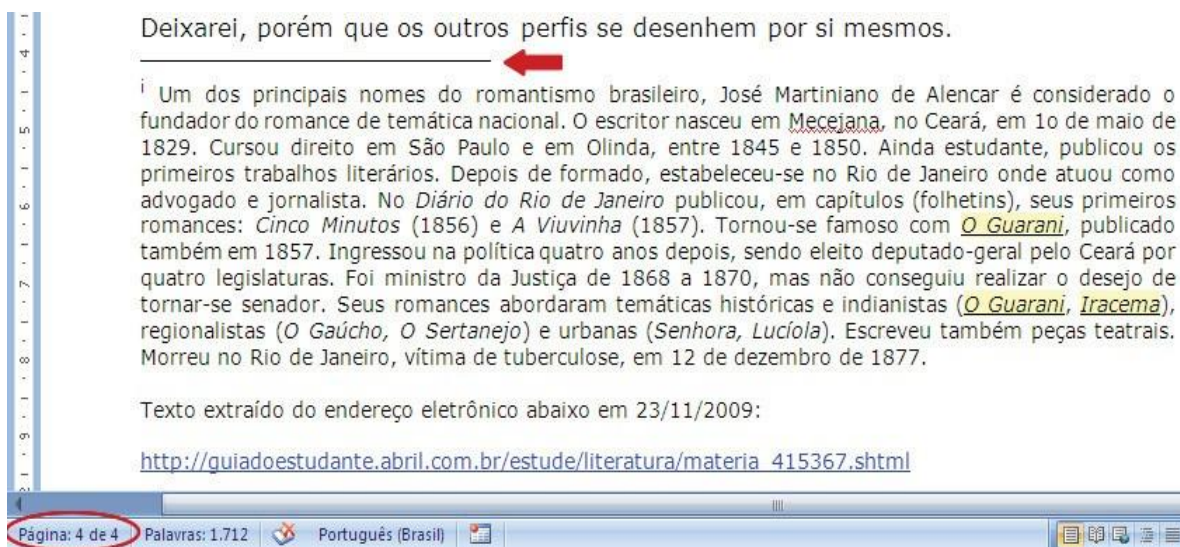 Deixarei, porém que os outros perfis se desenhem por si mesmos.
i Um dos principais nomes do romantismo brasileiro, José Martiniano de Alencar é considerado o
fundador do romance de temática nacional. O escritor nasceu em Mecejana, no Ceará, em 1o de maio de
1829. Cursou direito em São Paulo e em Olinda, entre 1845 e 1850. Ainda estudante, publicou os
primeiros trabalhos literários. Depois de formado, estabeleceu-se no Rio de Janeiro onde atuou como
advogado e jornalista. No Diário do Rio de Janeiro publicou, em capítulos (folhetins), seus primeiros
romances: Cinco Minutos (1856) e A Viuvinha (1857). Tornou-se famoso com O Guarani, publicado
também em 1857. Ingressou na política quatro anos depois, sendo eleito deputado-geral pelo Ceará por
quatro legislaturas. Foi ministro da Justiça de 1868 a 1870, mas não conseguiu realizar o desejo de
tornar-se senador. Seus romances abordaram temáticas históricas e indianistas (O Guarani, Iracema),
regionalistas (O Gaúcho, O Sertanejo) e urbanas (Senhora, Lucíola). Escreveu também peças teatrais.
Morreu no Rio de Janeiro, vítima de tuberculose, em 12 de dezembro de 1877.
Texto extraído do endereço eletrônico abaixo em 23/11/2009:
http://guiadoestudante.abril.com.br/estude/literatura/materia_415367.shtml
4
5
6
7
8
9
Página: 4 de 4 Palavras: 1.712 Português (Brasil)